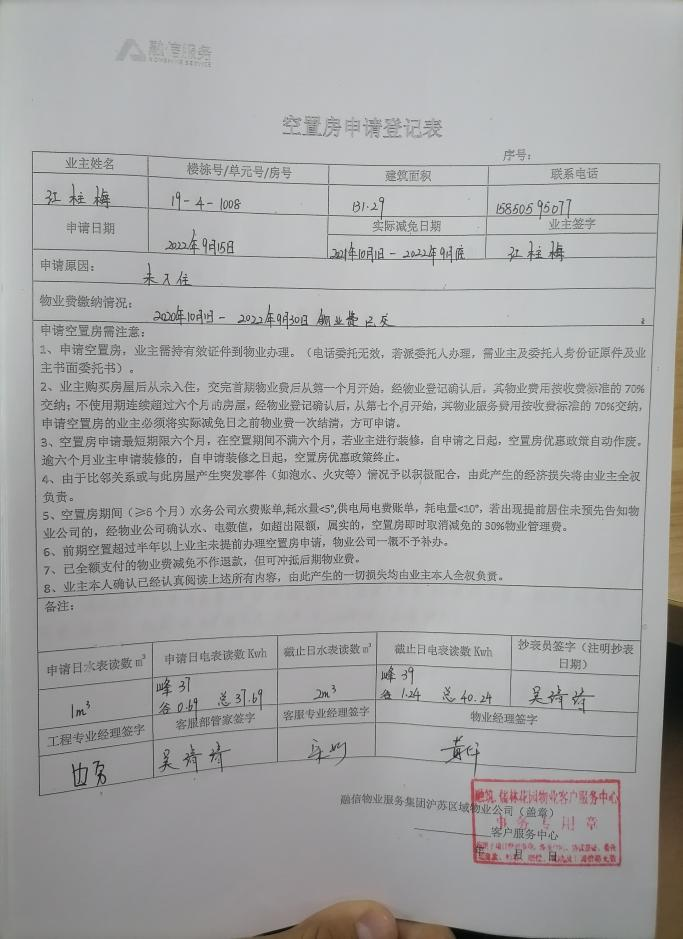 融信服务
RONSHINE SERVICE
空置房申请登记表
序号：
业主姓名 楼栋号/单元号/房号 建筑面积 联系电话
江桂梅 19-4-1008 131.29 15850595077
申请日期 2022年9月15日 实际减免日期 业主签字
2021年10月1日-2022年9月底 江桂梅
申请原因： 未入住
物业费缴纳情况： 2020年10月1日-2022年9月30日 物业费已交
申请空置房需注意：
1、申请空置房，业主需持有效证件到物业办理。（电话委托无效，若派委托人办理，需业主及委托人身份证原件及业
主书面委托书）。
2、业主购买房屋后从未入住，交完首期物业费后从第一个月开始，经物业登记确认后，其物业费用按收费标准的 70%
交纳；不使用期连续超过六个月的房屋，经物业登记确认后，从第七个月开始，其物业服务费用按收费标准的 70%交纳，
申请空置房的业主必须将实际减免日之前物业费一次结清，方可申请。
3、空置房申请最短期限六个月，在空置期间不满六个月，若业主进行装修，自申请之日起，空置房优惠政策自动作废。
逾六个月业主申请装修的，自申请装修之日起，空置房优惠政策终止。
4、由于比邻关系或与此房屋产生突发事件（如泡水、火灾等）情况予以积极配合，由此产生的经济损失将由业主全权
负责。
5、空置房期间（≥6 个月）水务公司水费账单,耗水量<5°,供电局电费账单，耗电量<10°，若出现提前居住未预先告知物
业公司的，经物业公司确认水、电数值，如超出限额，属实的，空置房即时取消减免的 30%物业管理费。
6、前期空置超过半年以上业主未提前办理空置房申请，物业公司一概不予补办。
7、已全额支付的物业费减免不作退款，但可冲抵后期物业费。
8、业主本人确认已经认真阅读上述所有内容，由此产生的一切损失均由业主本人全权负责。
备注：
申请日水表读数 m³ 申请日电表读数 Kwh 截止日水表读数 m³ 截止日电表读数 Kwh 抄表员签字（注明抄表
日期）
1m³ 峰37 谷0.69 总37.69 2m³ 峰39 谷1.24 总40.24 吴琦琦
工程专业经理签字 客服部管家签字 客服专业经理签字 物业经理签字
吴琦琦
融信物业服务集团沪苏区域物业公司（盖章）
客户服务中心
年 月 日
融筑.儒林花园物业客户服务中心
事务专用章